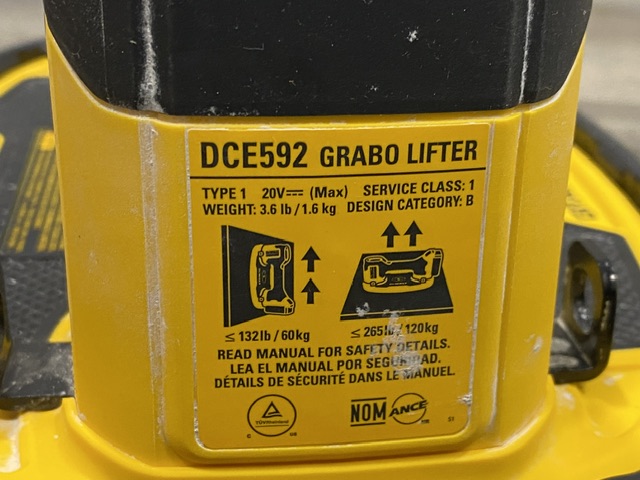 DCE592 GRABO LIFTER
TYPE 1 20V⎓ (Max) SERVICE CLASS: 1
WEIGHT: 3.6 lb / 1.6 kg DESIGN CATEGORY: B
≤ 132lb / 60kg ≤ 265lb / 120kg
READ MANUAL FOR SAFETY DETAILS.
LEA EL MANUAL POR SEGURIDAD.
DÉTAILS DE SÉCURITÉ DANS LE MANUEL.
TÜVRheinland
NOM ANCE
C US